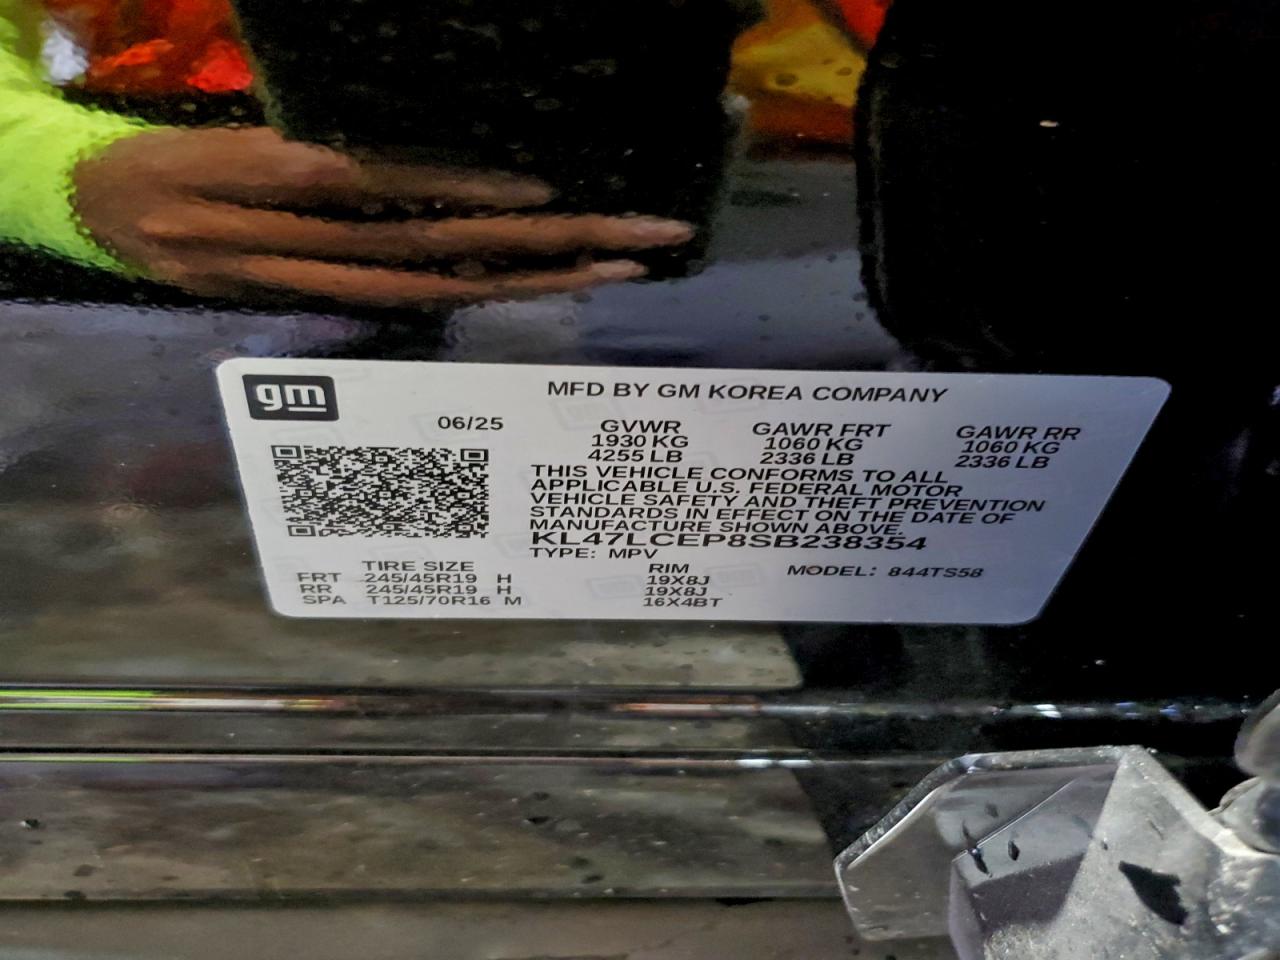 gm
MFD BY GM KOREA COMPANY
06/25 GVWR GAWR FRT GAWR RR
1930 KG 1060 KG 1060 KG
4255 LB 2336 LB 2336 LB
THIS VEHICLE CONFORMS TO ALL
APPLICABLE U.S. FEDERAL MOTOR
VEHICLE SAFETY AND THEFT PREVENTION
STANDARDS IN EFFECT ON THE DATE OF
MANUFACTURE SHOWN ABOVE.
KL47LCEP8SB238354
TYPE: MPV
TIRE SIZE RIM MODEL: 844TS58
FRT 245/45R19 H 19X8J
RR 245/45R19 H 19X8J
SPA T125/70R16 M 16X4BT